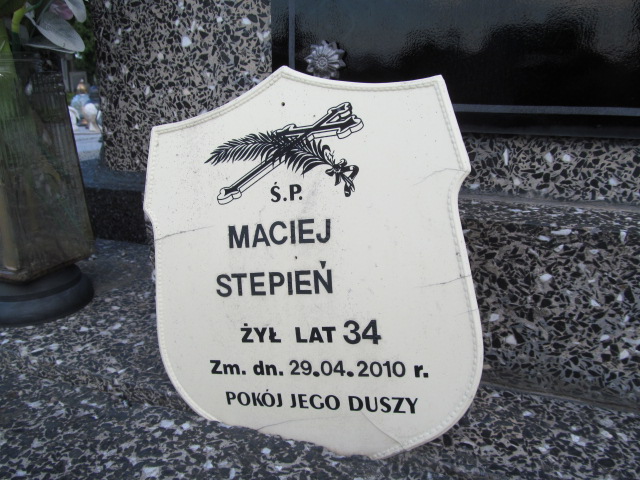 Ś.P.
MACIEJ
STEPIEŃ
ŻYŁ LAT 34
Zm. dn. 29.04.2010 r.
POKÓJ JEGO DUSZY